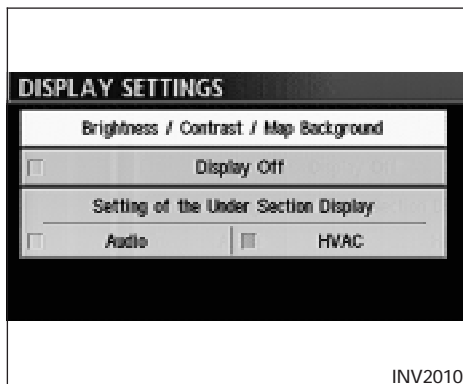 DISPLAY SETTINGS
Brightness / Contrast / Map Background
Display Off
Setting of the Under Section Display
Audio HVAC
INV2010